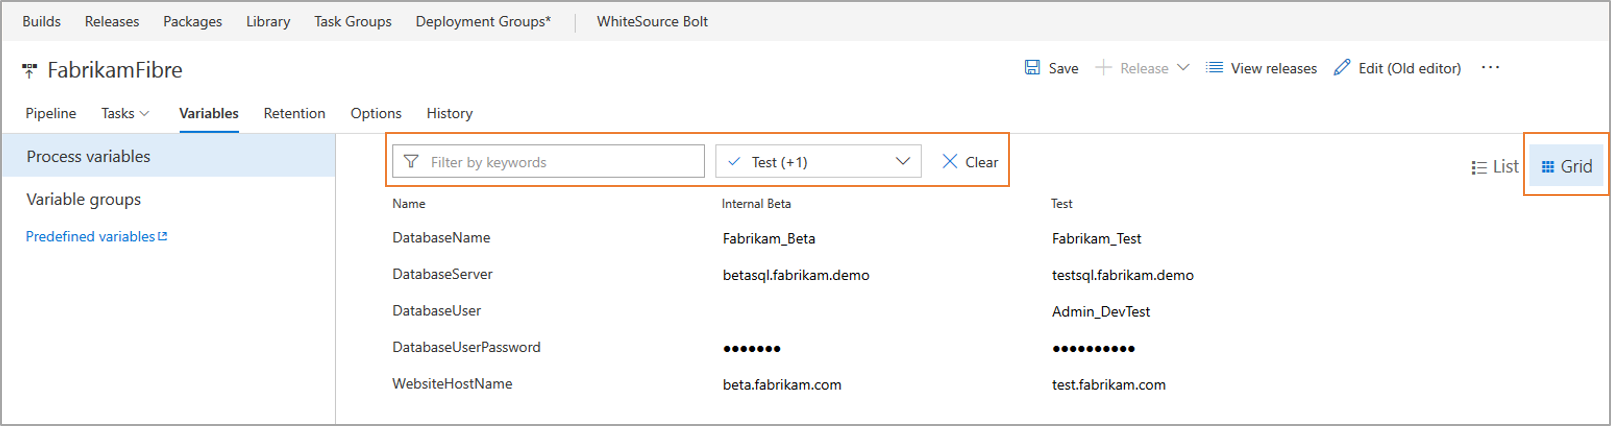 Builds Releases Packages Library Task Groups Deployment Groups* WhiteSource Bolt
FabrikamFibre
Save Release View releases Edit (Old editor) ...
Pipeline Tasks Variables Retention Options History
Process variables
Variable groups
Predefined variables
Filter by keywords Test (+1) Clear List Grid
Name Internal Beta Test
DatabaseName Fabrikam_Beta Fabrikam_Test
DatabaseServer betasql.fabrikam.demo testsql.fabrikam.demo
DatabaseUser Admin_DevTest
DatabaseUserPassword ●●●●●●● ●●●●●●●●●●
WebsiteHostName beta.fabrikam.com test.fabrikam.com